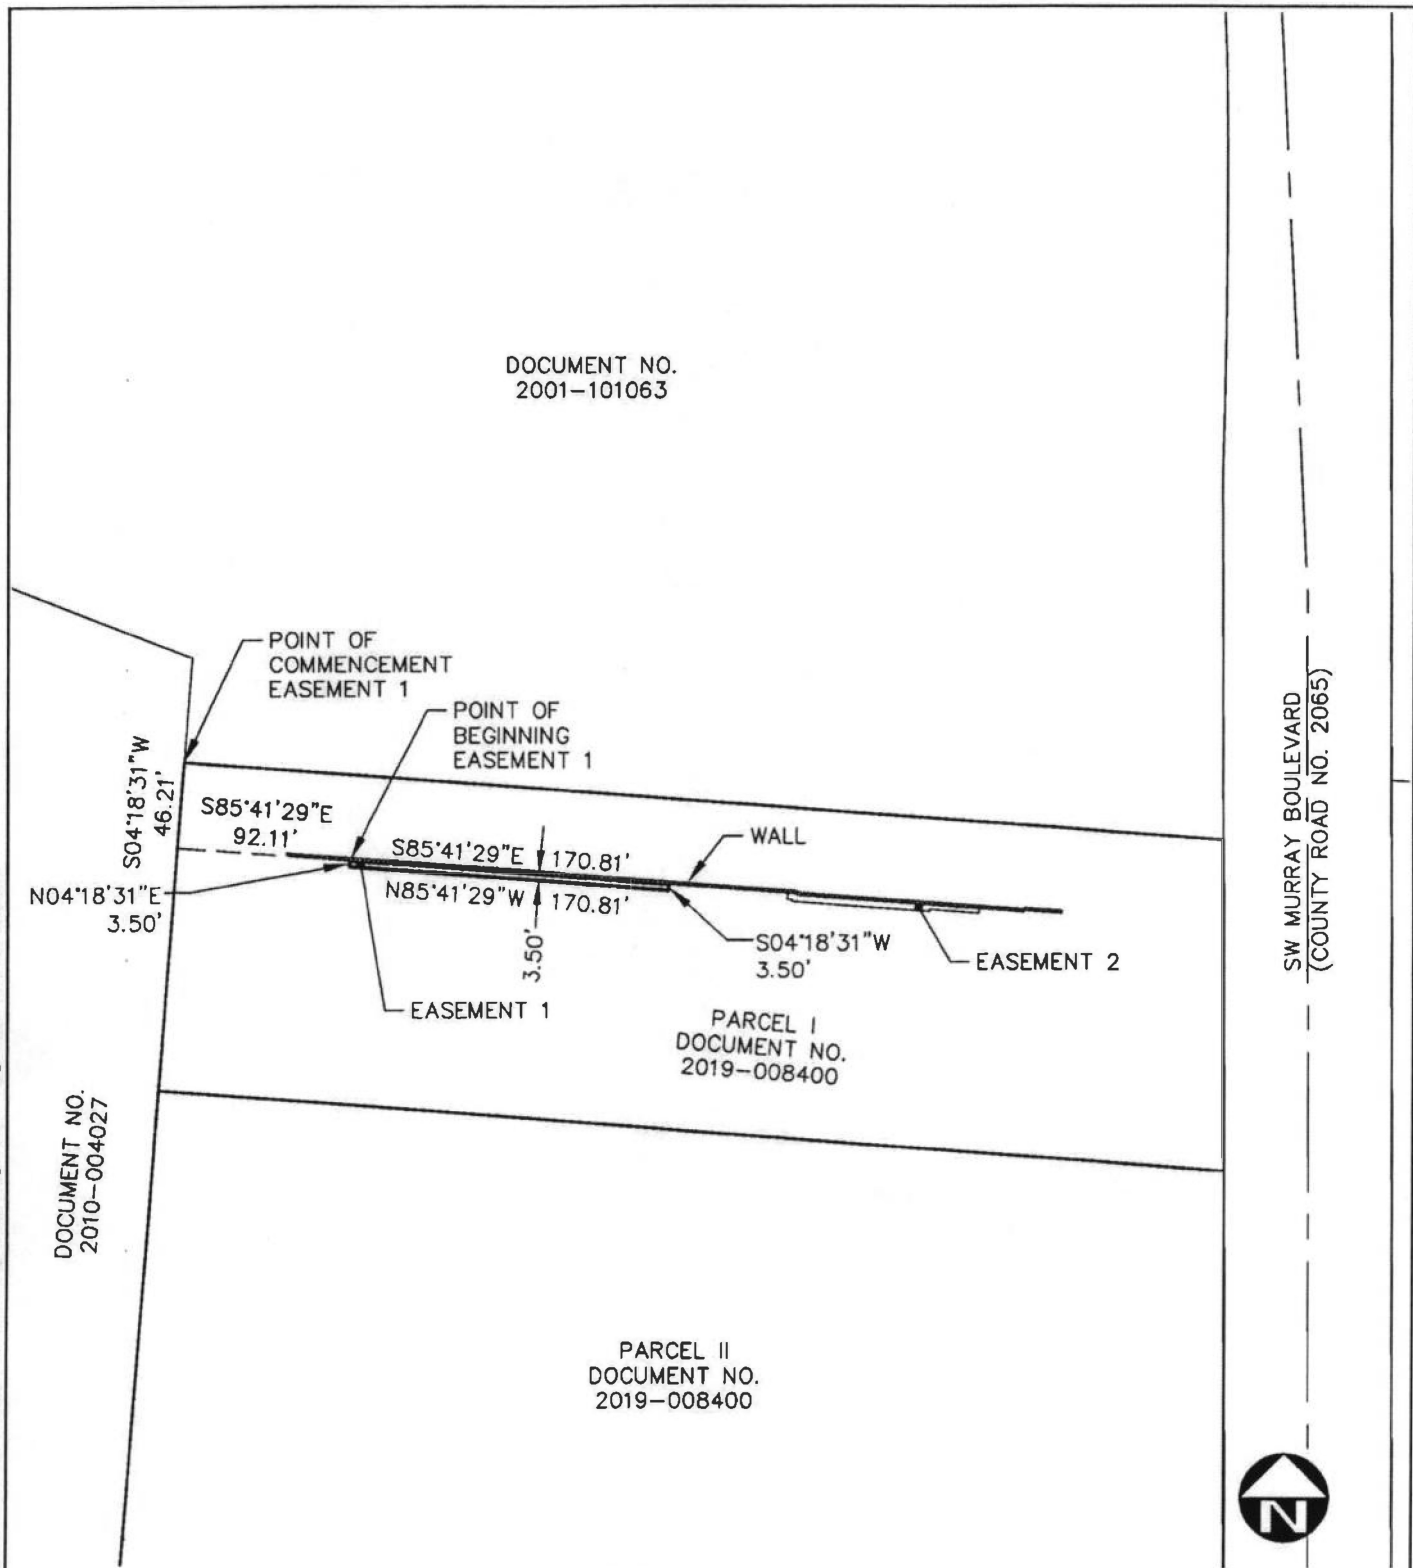 DOCUMENT NO.
2001-101063
POINT OF
COMMENCEMENT
EASEMENT 1
POINT OF
BEGINNING
EASEMENT 1
S04°18'31"W
46.21'
S85°41'29"E
92.11'
S85°41'29"E 170.81'
WALL
N04°18'31"E
3.50'
N85°41'29"W 170.81'
3.50'
S04°18'31"W
3.50'
EASEMENT 2
EASEMENT 1
PARCEL I
DOCUMENT NO.
2019-008400
SW MURRAY BOULEVARD
(COUNTY ROAD NO. 2065)
DOCUMENT NO.
2010-004027
PARCEL II
DOCUMENT NO.
2019-008400
N